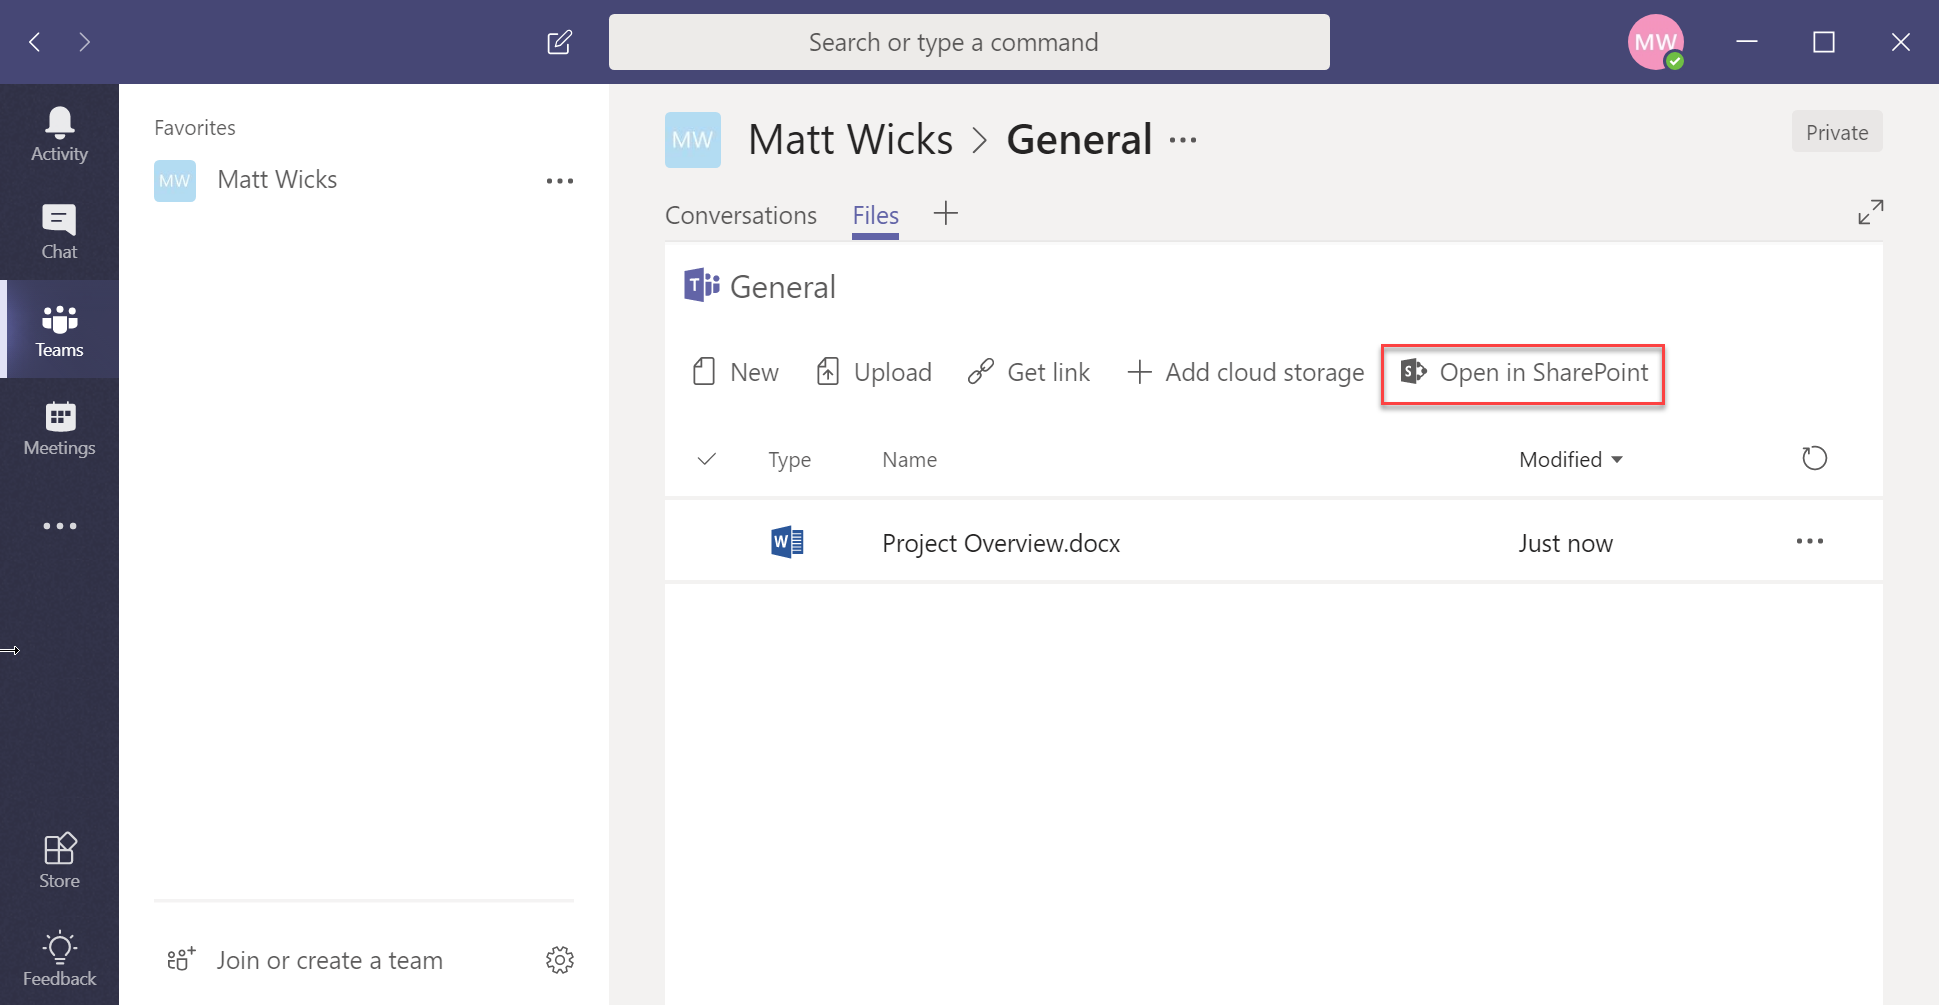 Search or type a command
MW
Activity
Chat
Teams
Meetings
Store
Feedback
Favorites
MW Matt Wicks
Join or create a team
MW Matt Wicks > General
Private
Conversations Files
T General
New Upload Get link Add cloud storage S Open in SharePoint
Type Name Modified
W Project Overview.docx Just now